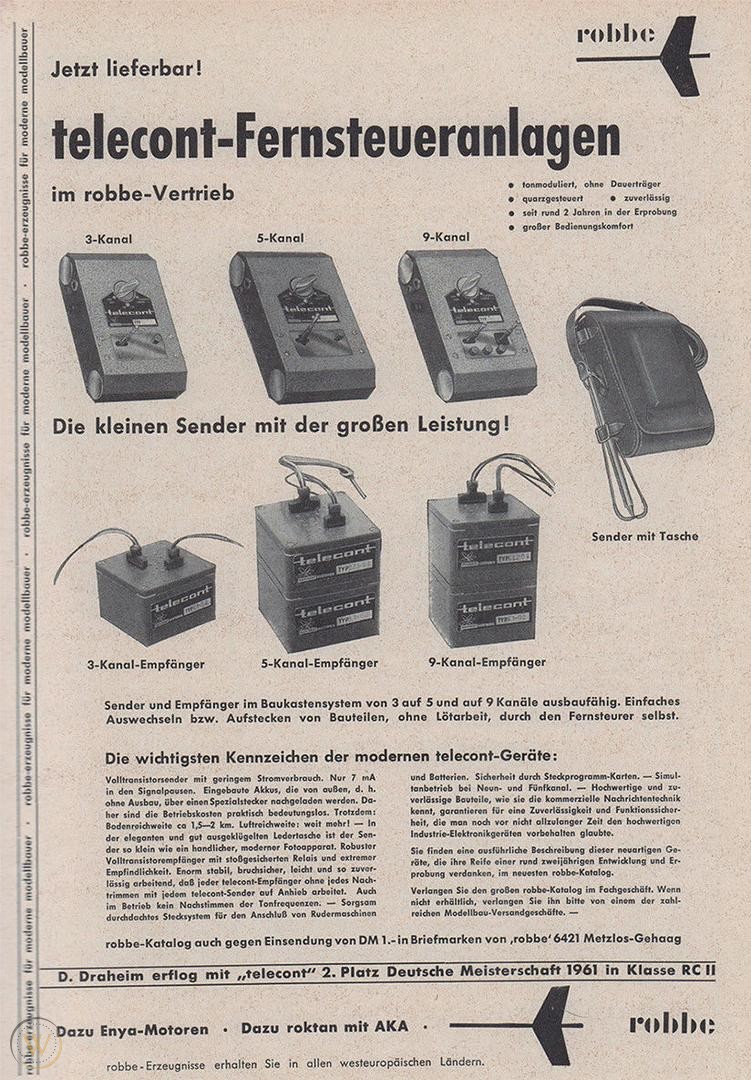 robbe
Jetzt lieferbar!
telecont-Fernsteueranlagen
im robbe-Vertrieb
• tonmoduliert, ohne Dauerträger
• quarzgesteuert • zuverlässig
• seit rund 2 Jahren in der Erprobung
• großer Bedienungskomfort
3-Kanal
5-Kanal
9-Kanal
telecont
telecont
telecont
Die kleinen Sender mit der großen Leistung!
Sender mit Tasche
telecont
telecont
telecont
telecont
telecont
3-Kanal-Empfänger
5-Kanal-Empfänger
9-Kanal-Empfänger
Sender und Empfänger im Baukastensystem von 3 auf 5 und auf 9 Kanäle ausbaufähig. Einfaches
Auswechseln bzw. Aufstecken von Bauteilen, ohne Lötarbeit, durch den Fernsteurer selbst.
Die wichtigsten Kennzeichen der modernen telecont-Geräte:
Volltransistorsender mit geringem Stromverbrauch. Nur 7 mA
in den Signalpausen. Eingebaute Akkus, die von außen, d. h.
ohne Ausbau, über einen Spezialstecker nachgeladen werden. Da-
her sind die Betriebskosten praktisch bedeutungslos. Trotzdem:
Bodenreichweite ca 1,5—2 km. Luftreichweite: weit mehr! — In
der eleganten und gut ausgeklügelten Ledertasche ist der Sen-
der so klein wie ein handlicher, moderner Fotoapparat. Robuster
Volltransistorempfänger mit stoßgesicherten Relais und extremer
Empfindlichkeit. Enorm stabil, bruchsicher, leicht und so zuver-
lässig arbeitend, daß jeder telecont-Empfänger ohne jedes Nach-
trimmen mit jedem telecont-Sender auf Anhieb arbeitet. Auch
im Betrieb kein Nachstimmen der Tonfrequenzen. — Sorgsam
durchdachtes Stecksystem für den Anschluß von Rudermaschinen
und Batterien. Sicherheit durch Steckprogramm-Karten. — Simul-
tanbetrieb bei Neun- und Fünfkanal. — Hochwertige und zu-
verlässige Bauteile, wie sie die kommerzielle Nachrichtentechnik
kennt, garantieren für eine Zuverlässigkeit und Funktionssicher-
heit, die man noch vor nicht allzulanger Zeit den hochwertigen
Industrie-Elektronikgeräten vorbehalten glaubte.
Sie finden eine ausführliche Beschreibung dieser neuartigen Ge-
räte, die ihre Reife einer rund zweijährigen Entwicklung und Er-
probung verdanken, im neuesten robbe-Katalog.
Verlangen Sie den großen robbe-Katalog im Fachgeschäft. Wenn
nicht erhältlich, verlangen Sie ihn bitte von einem der zahl-
reichen Modellbau-Versandgeschäfte. —
robbe-Katalog auch gegen Einsendung von DM 1.- in Briefmarken von ‚robbe' 6421 Metzlos-Gehaag
D. Draheim erflog mit „telecont" 2. Platz Deutsche Meisterschaft 1961 in Klasse RC II
Dazu Enya-Motoren · Dazu roktan mit AKA ·
robbe
robbe-Erzeugnisse erhalten Sie in allen westeuropäischen Ländern.
robbe-erzeugnisse für moderne modellbauer · robbe-erzeugnisse für moderne modellbauer · robbe-erzeugnisse für moderne modellbauer · robbe-erzeugnisse für moderne modellbauer